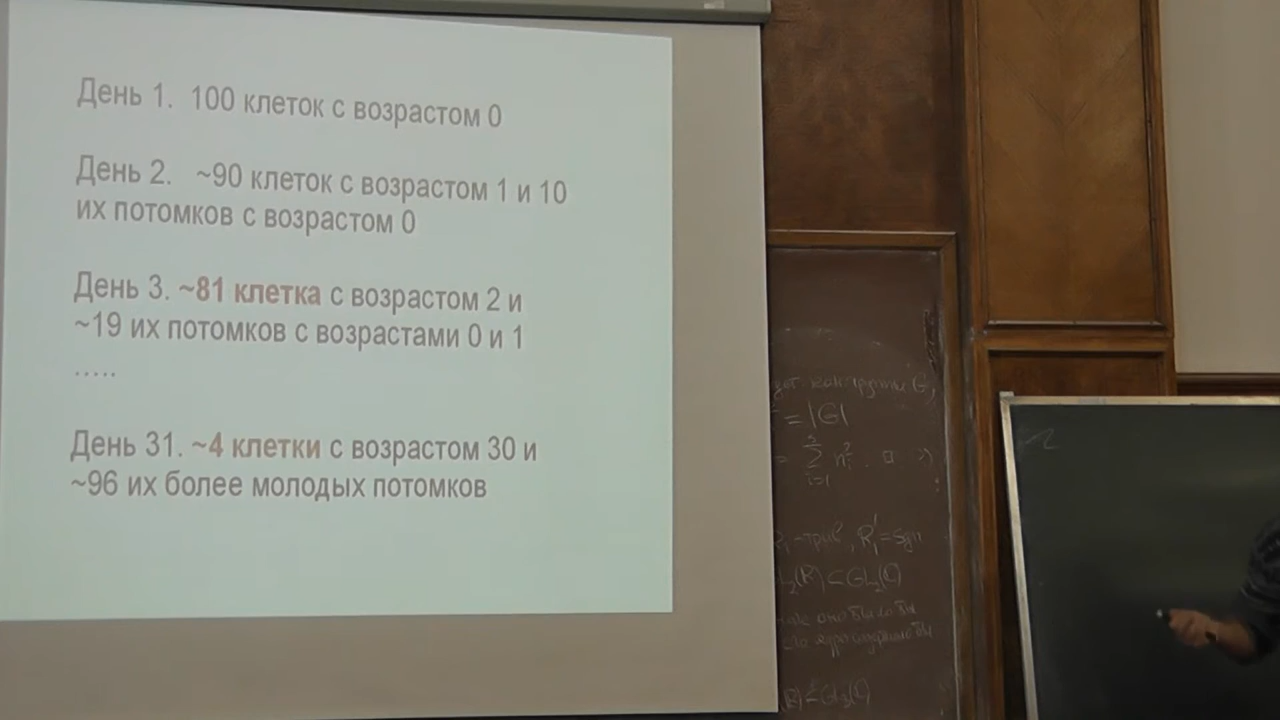 День 1. 100 клеток с возрастом 0
День 2. ~90 клеток с возрастом 1 и 10
их потомков с возрастом 0
День 3. ~81 клетка с возрастом 2 и
~19 их потомков с возрастами 0 и 1
.....
День 31. ~4 клетки с возрастом 30 и
~96 их более молодых потомков
= |G|